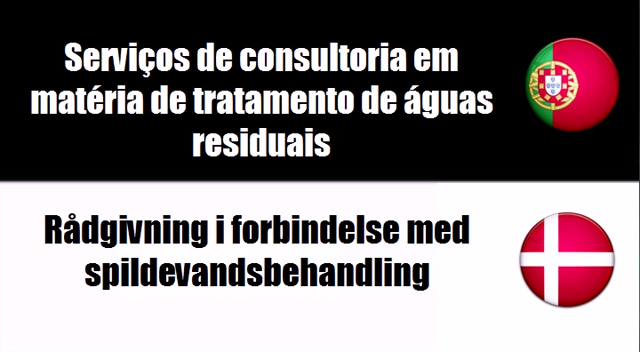 Serviços de consultoria em
matéria de tratamento de águas
residuais
Rådgivning i forbindelse med
spildevandsbehandling